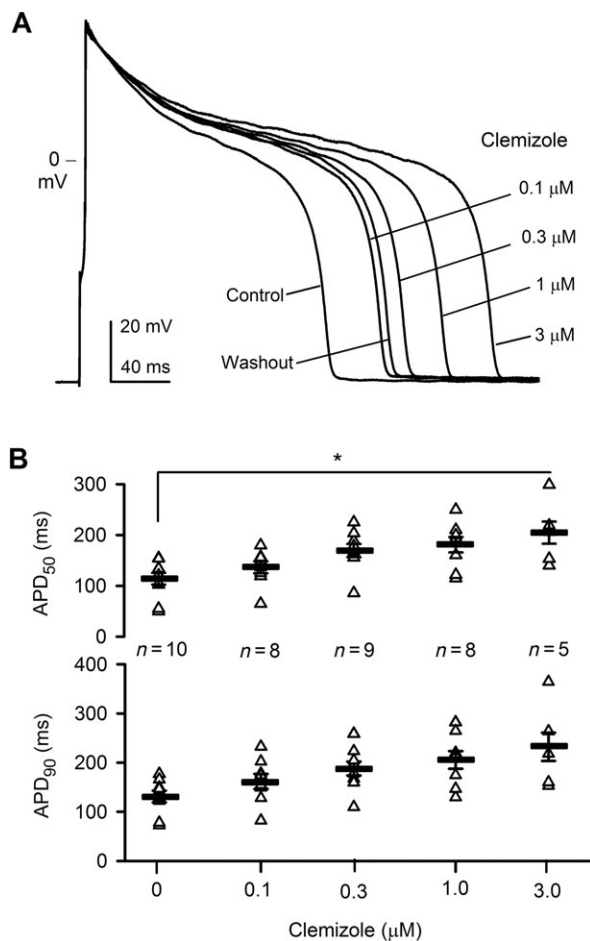 A
Clemizole
0
mV
0.1 μM
0.3 μM
Control
1 μM
20 mV
Washout
3 μM
40 ms
B
*
300
200
100
0
APD50 (ms)
n = 10 n = 8 n = 9 n = 8 n = 5
400
300
200
100
0
APD90 (ms)
0 0.1 0.3 1.0 3.0
Clemizole (μM)